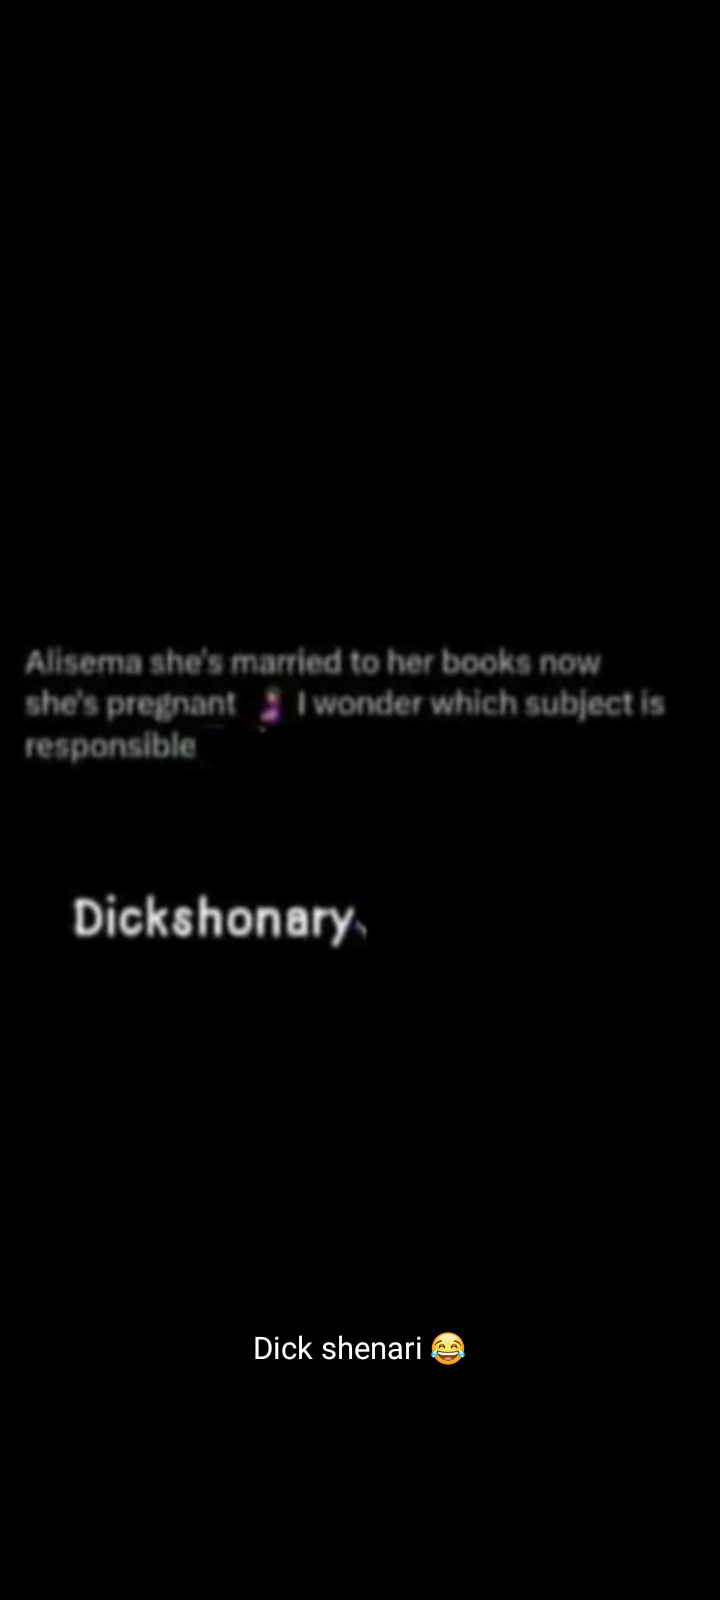 Alisema she's married to her books now
she's pregnant 🤰 I wonder which subject is
responsible
Dickshonary
Dick shenari 😂